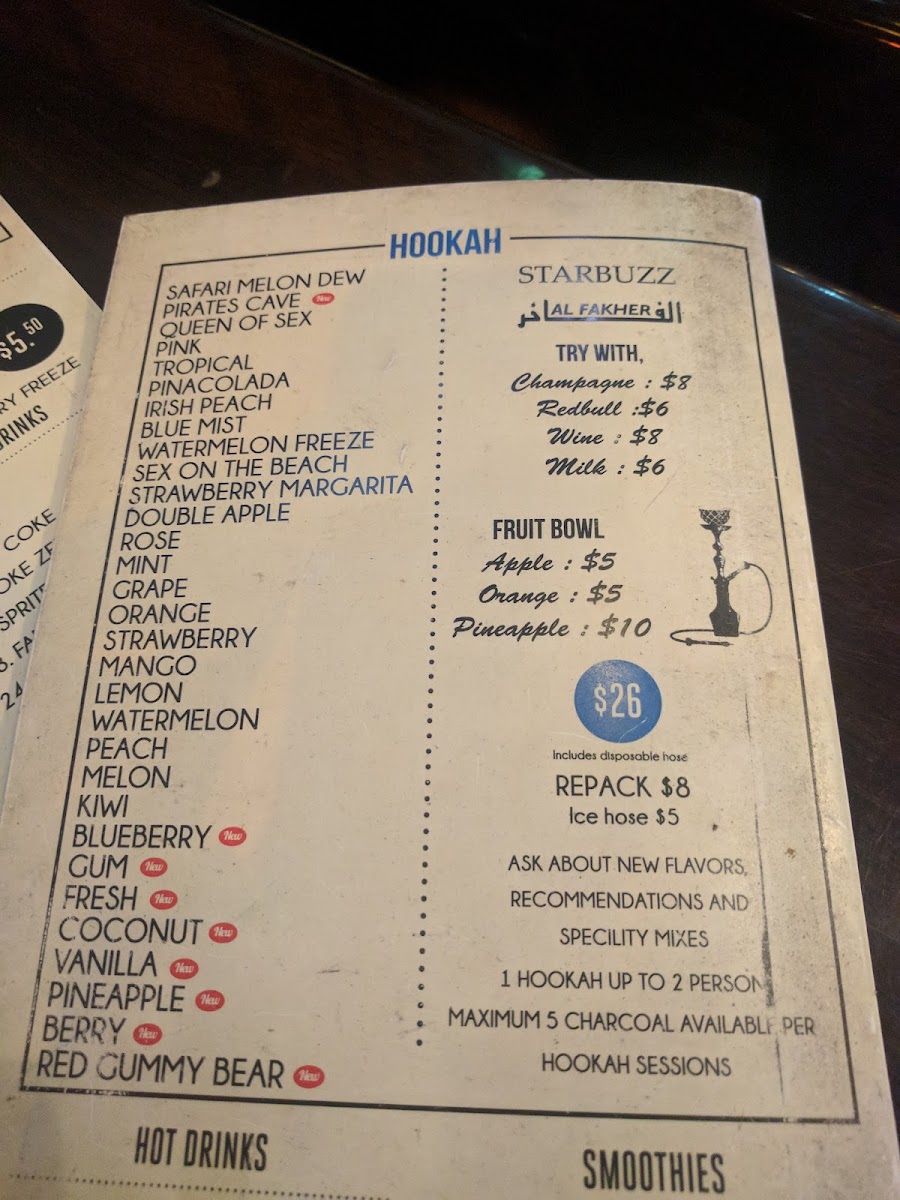 $5.50
RY FREEZE
DRINKS
COKE
SPRITE
24
HOOKAH
SAFARI MELON DEW
PIRATES CAVE New
QUEEN OF SEX
PINK
TROPICAL
PINACOLADA
IRISH PEACH
BLUE MIST
WATERMELON FREEZE
SEX ON THE BEACH
STRAWBERRY MARGARITA
DOUBLE APPLE
ROSE
MINT
GRAPE
ORANGE
STRAWBERRY
MANGO
LEMON
WATERMELON
PEACH
MELON
KIWI
BLUEBERRY New
GUM New
FRESH New
COCONUT New
VANILLA New
PINEAPPLE New
BERRY New
RED GUMMY BEAR New
STARBUZZ
الفاخر AL FAKHER
TRY WITH,
Champagne : $8
Redbull :$6
Wine : $8
Milk : $6
FRUIT BOWL
Apple : $5
Orange : $5
Pineapple : $10
$26
Includes disposable hose
REPACK $8
Ice hose $5
ASK ABOUT NEW FLAVORS,
RECOMMENDATIONS AND
SPECILITY MIXES
1 HOOKAH UP TO 2 PERSON
MAXIMUM 5 CHARCOAL AVAILABLE PER
HOOKAH SESSIONS
HOT DRINKS
SMOOTHIES